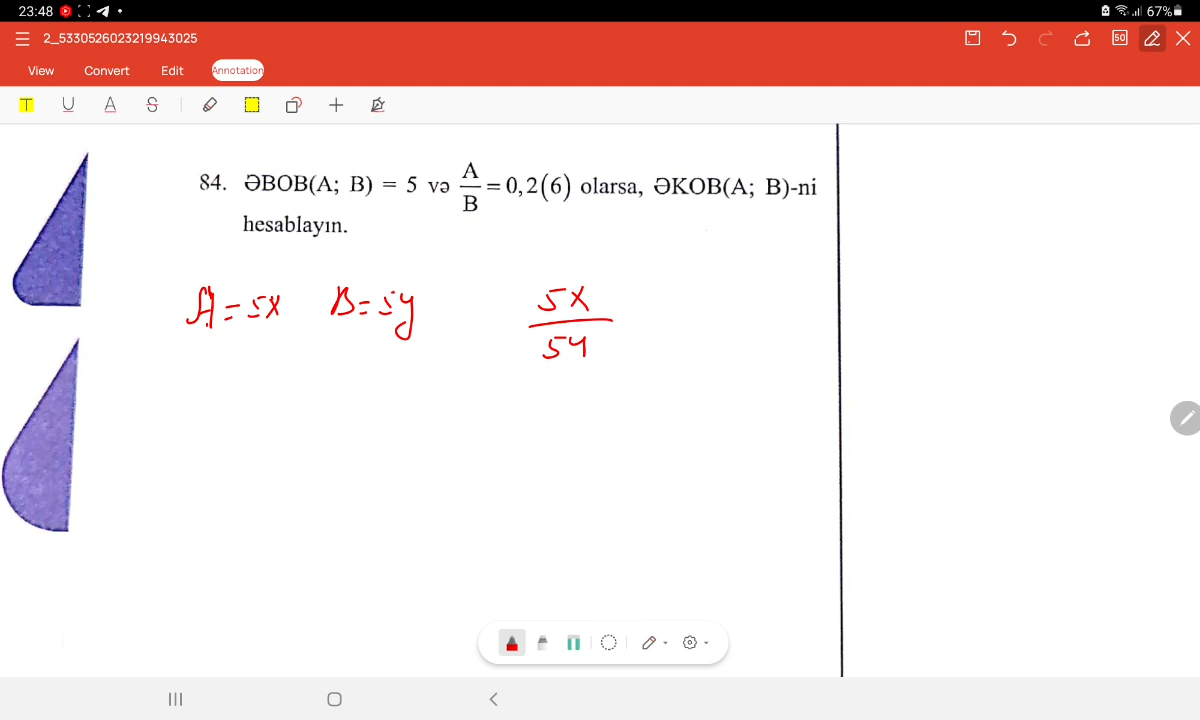 23:48 67%
2_5330526023219943025 50
View Convert Edit Annotation
T U A S
84. ƏBOB(A; B) = 5 və A/B = 0,2(6) olarsa, ƏKOB(A; B)-ni
hesablayın.
A = 5x B = 5y 5x/5y